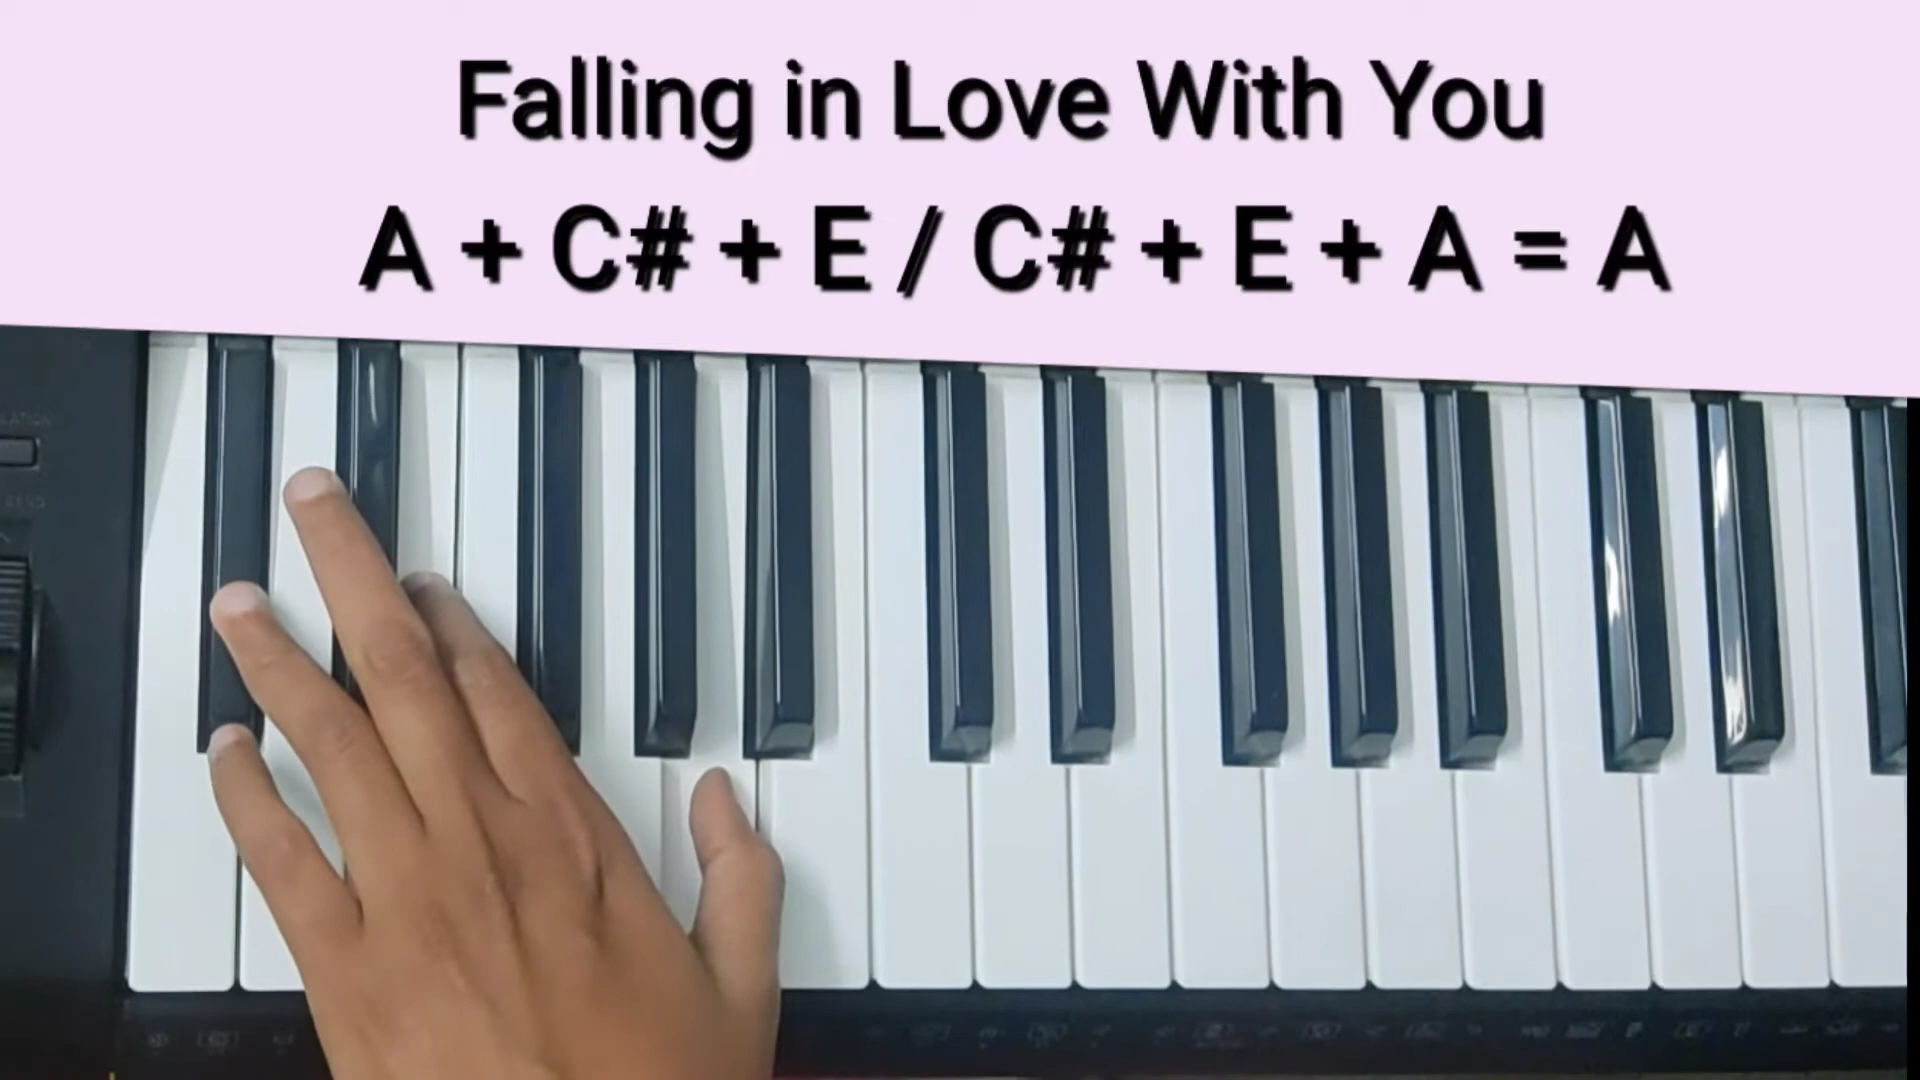 Falling in Love With You
A + C# + E / C# + E + A = A